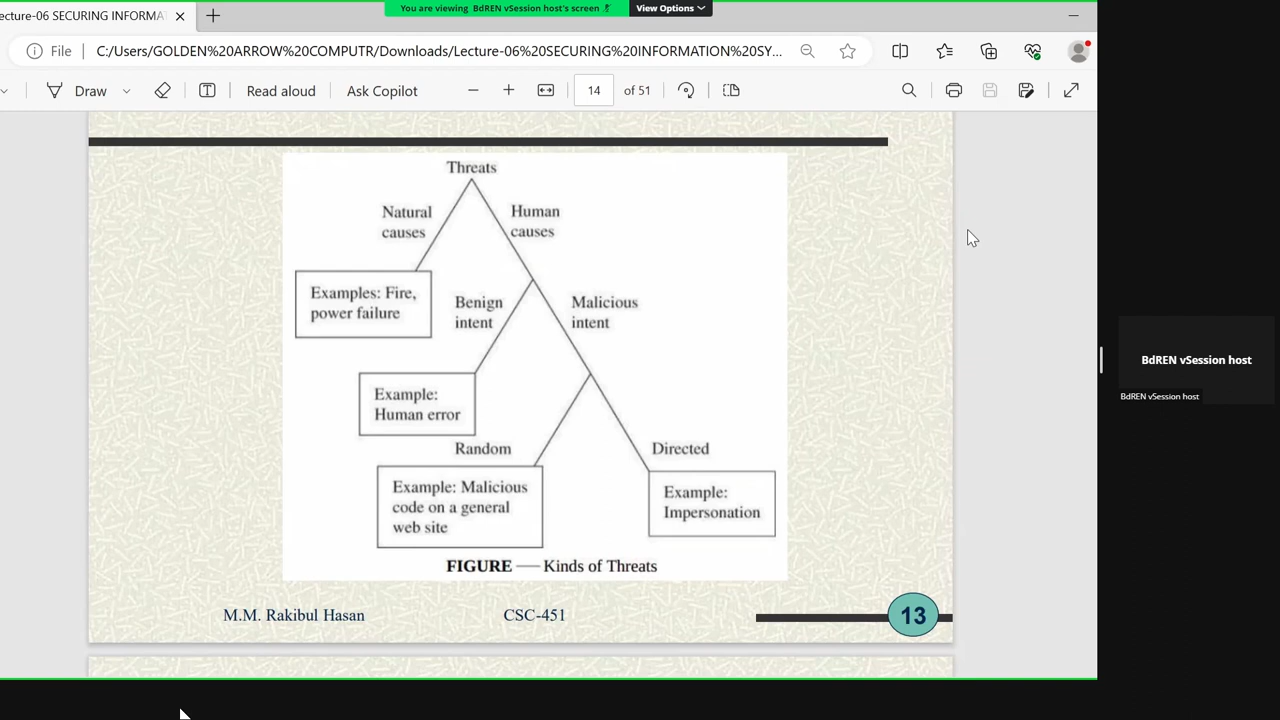 You are viewing BdREN vSession host's screen
View Options
ecture-06 SECURING INFORMA
File
C:/Users/GOLDEN%20ARROW%20COMPUTR/Downloads/Lecture-06%20SECURING%20INFORMATION%20SY...
Draw
Read aloud
Ask Copilot
14 of 51
Threats
Natural
causes
Human
causes
Examples: Fire,
power failure
Benign
intent
Malicious
intent
Example:
Human error
Random
Directed
Example: Malicious
code on a general
web site
Example:
Impersonation
FIGURE — Kinds of Threats
M.M. Rakibul Hasan
CSC-451
13
BdREN vSession host
BdREN vSession host